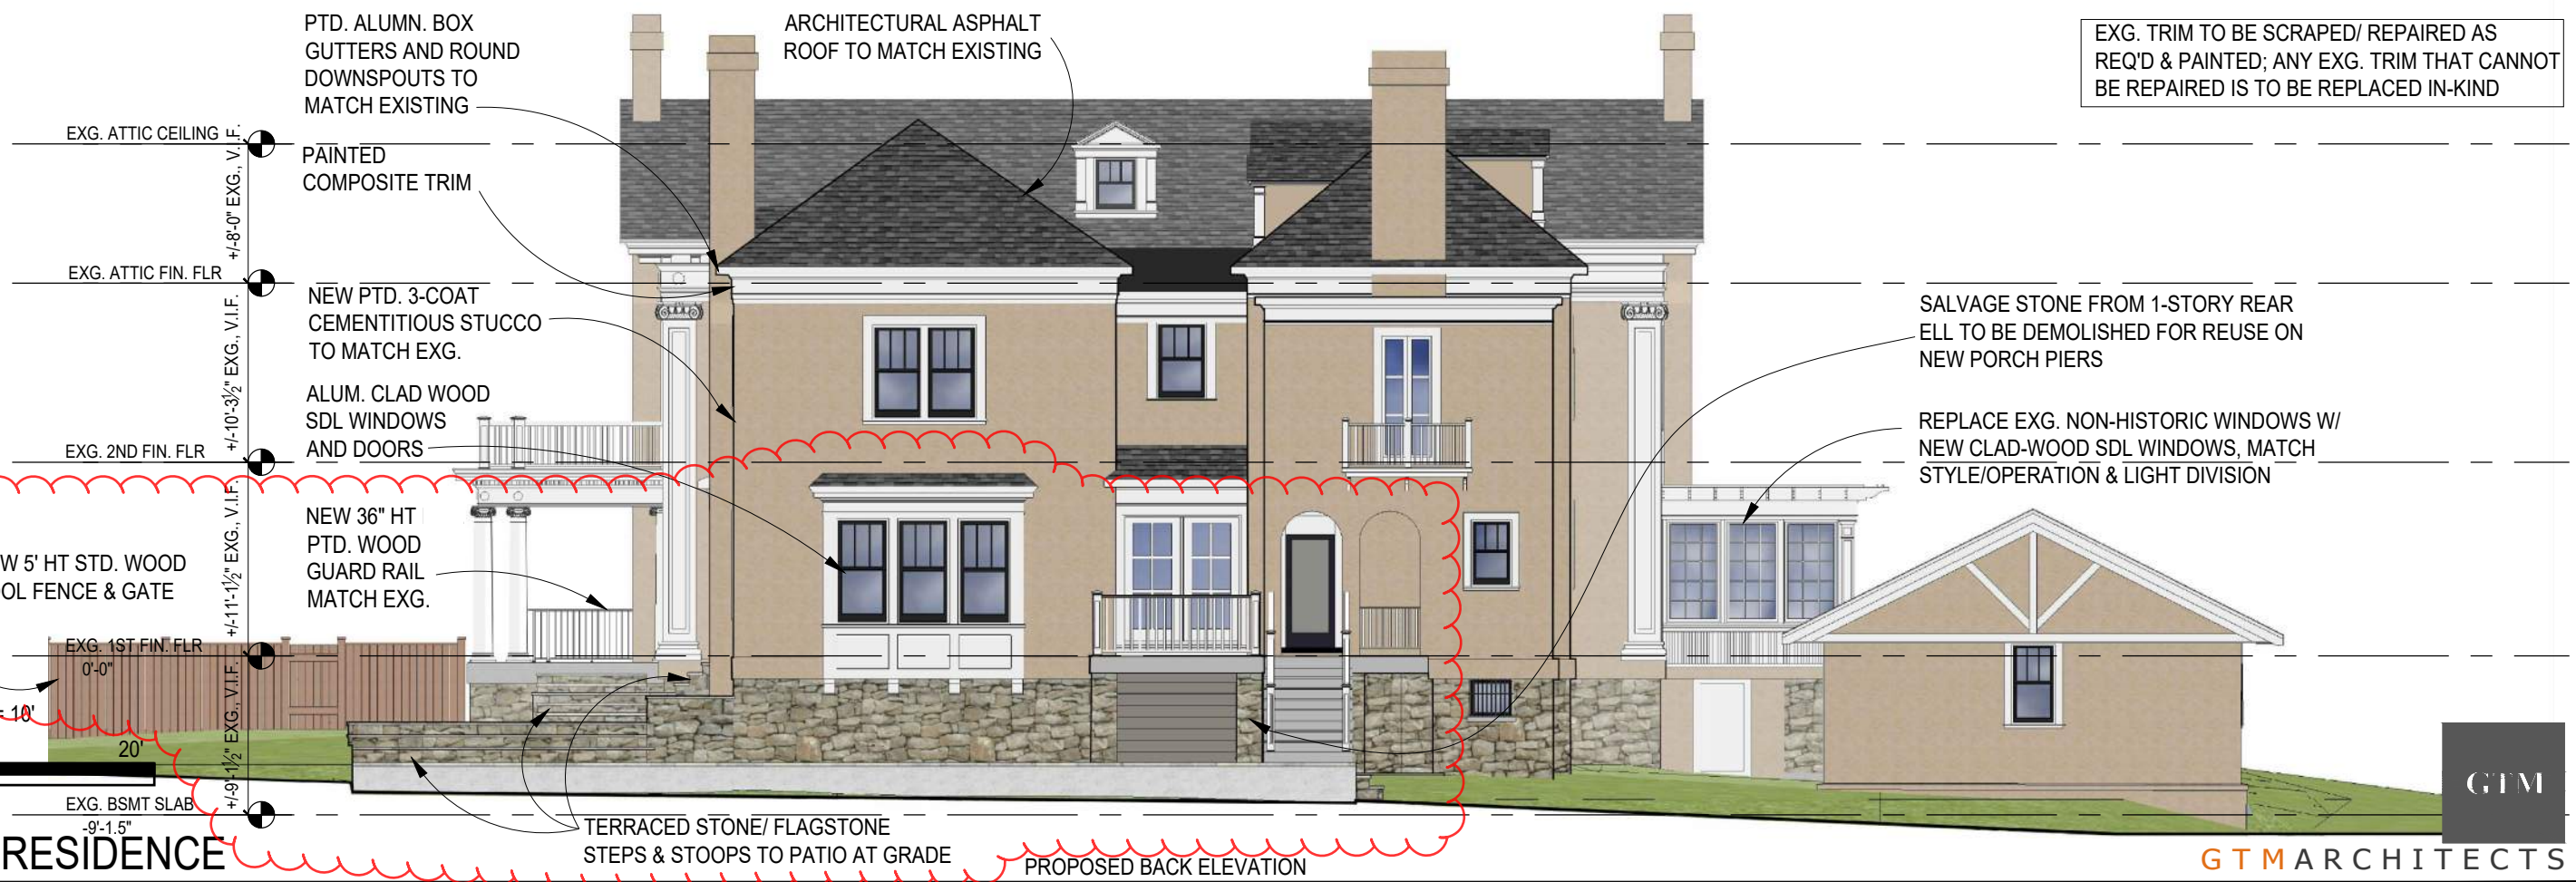 PTD. ALUMN. BOX
GUTTERS AND ROUND
DOWNSPOUTS TO
MATCH EXISTING
ARCHITECTURAL ASPHALT
ROOF TO MATCH EXISTING
EXG. TRIM TO BE SCRAPED/ REPAIRED AS
REQ'D & PAINTED; ANY EXG. TRIM THAT CANNOT
BE REPAIRED IS TO BE REPLACED IN-KIND
EXG. ATTIC CEILING
+/-8'-0" EXG., V.I.F.
PAINTED
COMPOSITE TRIM
EXG. ATTIC FIN. FLR
+/-10'-3½" EXG., V.I.F.
NEW PTD. 3-COAT
CEMENTITIOUS STUCCO
TO MATCH EXG.
ALUM. CLAD WOOD
SDL WINDOWS
AND DOORS
SALVAGE STONE FROM 1-STORY REAR
ELL TO BE DEMOLISHED FOR REUSE ON
NEW PORCH PIERS
REPLACE EXG. NON-HISTORIC WINDOWS W/
NEW CLAD-WOOD SDL WINDOWS, MATCH
STYLE/OPERATION & LIGHT DIVISION
EXG. 2ND FIN. FLR
+/-11'-1½" EXG., V.I.F.
NEW 36" HT
PTD. WOOD
GUARD RAIL
MATCH EXG.
W 5' HT STD. WOOD
OL FENCE & GATE
EXG. 1ST FIN. FLR
0'-0"
+/-9'-1½" EXG., V.I.F.
= 10'
20'
EXG. BSMT SLAB
-9'-1.5"
RESIDENCE
TERRACED STONE/ FLAGSTONE
STEPS & STOOPS TO PATIO AT GRADE
PROPOSED BACK ELEVATION
GTM
GTMARCHITECTS